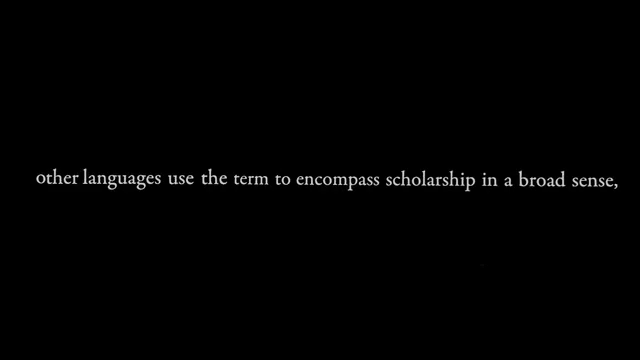 other languages use the term to encompass scholarship in a broad sense,